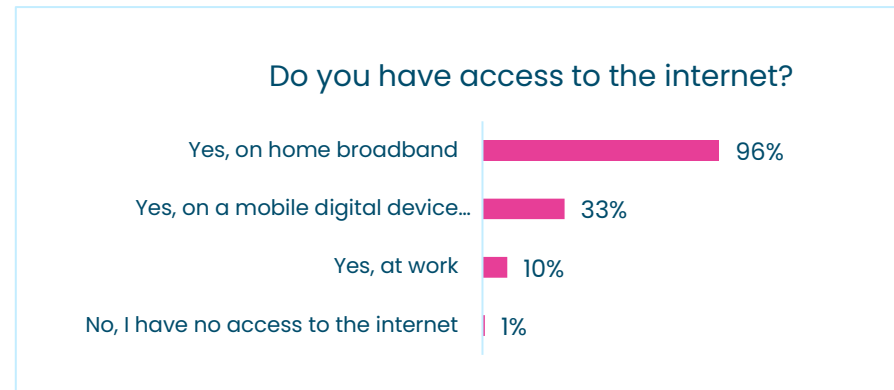 Do you have access to the internet?
Yes, on home broadband 96%
Yes, on a mobile digital device... 33%
Yes, at work 10%
No, I have no access to the internet 1%